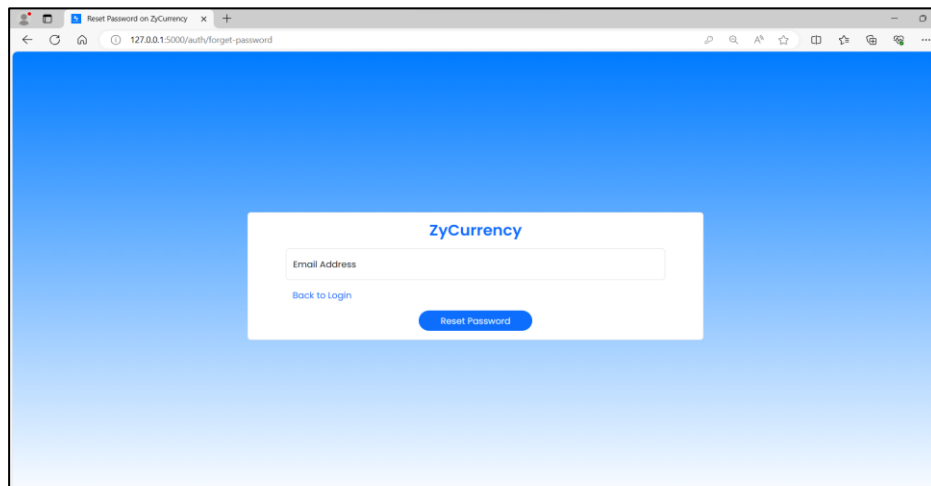 Reset Password on ZyCurrency
127.0.0.1:5000/auth/forget-password
ZyCurrency
Email Address
Back to Login
Reset Password